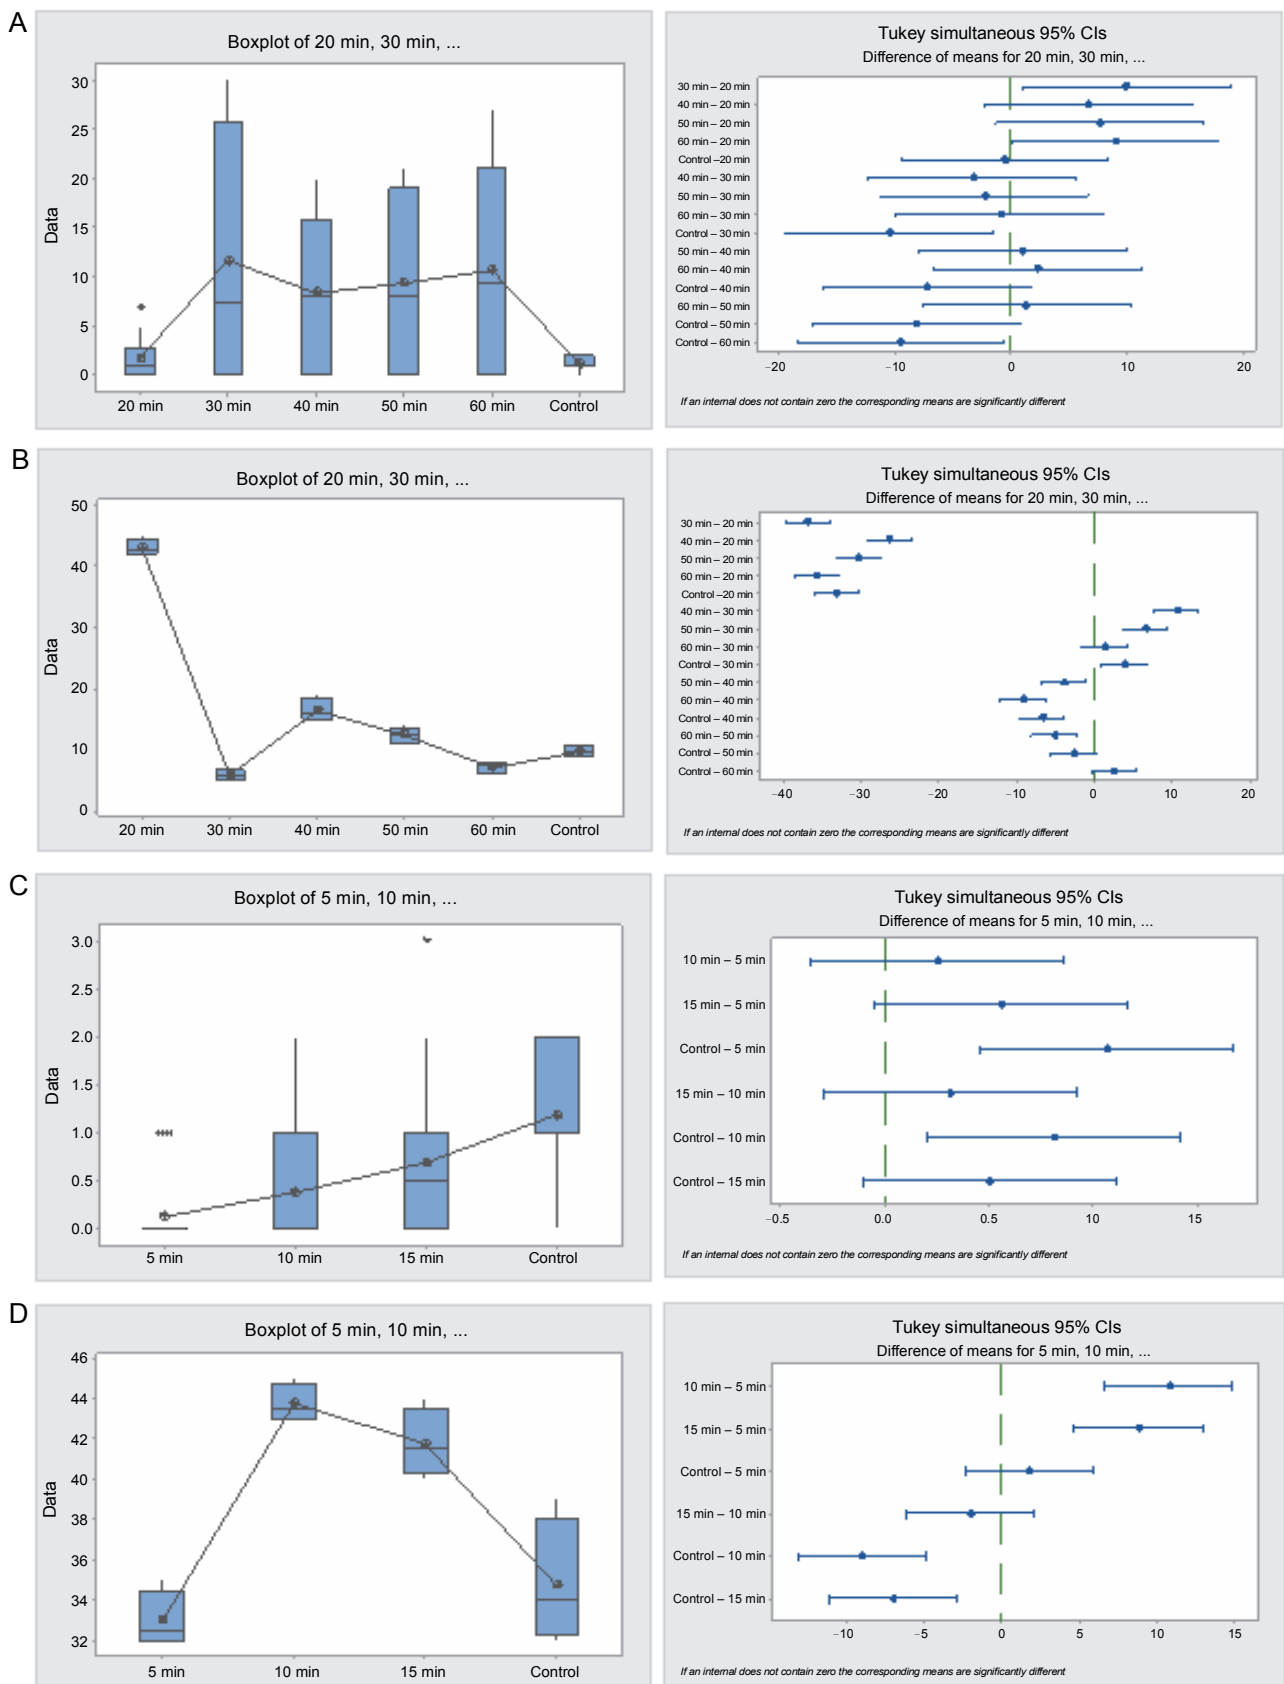 A
Boxplot of 20 min, 30 min, ...
Data
30
25
20
15
10
5
0
20 min 30 min 40 min 50 min 60 min Control
Tukey simultaneous 95% CIs
Difference of means for 20 min, 30 min, ...
30 min – 20 min
40 min – 20 min
50 min – 20 min
60 min – 20 min
Control –20 min
40 min – 30 min
50 min – 30 min
60 min – 30 min
Control – 30 min
50 min – 40 min
60 min – 40 min
Control – 40 min
60 min – 50 min
Control – 50 min
Control – 60 min
–20 –10 0 10 20
If an internal does not contain zero the corresponding means are significantly different
B
Boxplot of 20 min, 30 min, ...
Data
50
40
30
20
10
0
20 min 30 min 40 min 50 min 60 min Control
Tukey simultaneous 95% CIs
Difference of means for 20 min, 30 min, ...
30 min – 20 min
40 min – 20 min
50 min – 20 min
60 min – 20 min
Control –20 min
40 min – 30 min
50 min – 30 min
60 min – 30 min
Control – 30 min
50 min – 40 min
60 min – 40 min
Control – 40 min
60 min – 50 min
Control – 50 min
Control – 60 min
–40 –30 –20 –10 0 10 20
If an internal does not contain zero the corresponding means are significantly different
C
Boxplot of 5 min, 10 min, ...
Data
3.0
2.5
2.0
1.5
1.0
0.5
0.0
5 min 10 min 15 min Control
Tukey simultaneous 95% CIs
Difference of means for 5 min, 10 min, ...
10 min – 5 min
15 min – 5 min
Control – 5 min
15 min – 10 min
Control – 10 min
Control – 15 min
–0.5 0.0 0.5 10 15
If an internal does not contain zero the corresponding means are significantly different
D
Boxplot of 5 min, 10 min, ...
Data
46
44
42
40
38
36
34
32
5 min 10 min 15 min Control
Tukey simultaneous 95% CIs
Difference of means for 5 min, 10 min, ...
10 min – 5 min
15 min – 5 min
Control – 5 min
15 min – 10 min
Control – 10 min
Control – 15 min
–10 –5 0 5 10 15
If an internal does not contain zero the corresponding means are significantly different